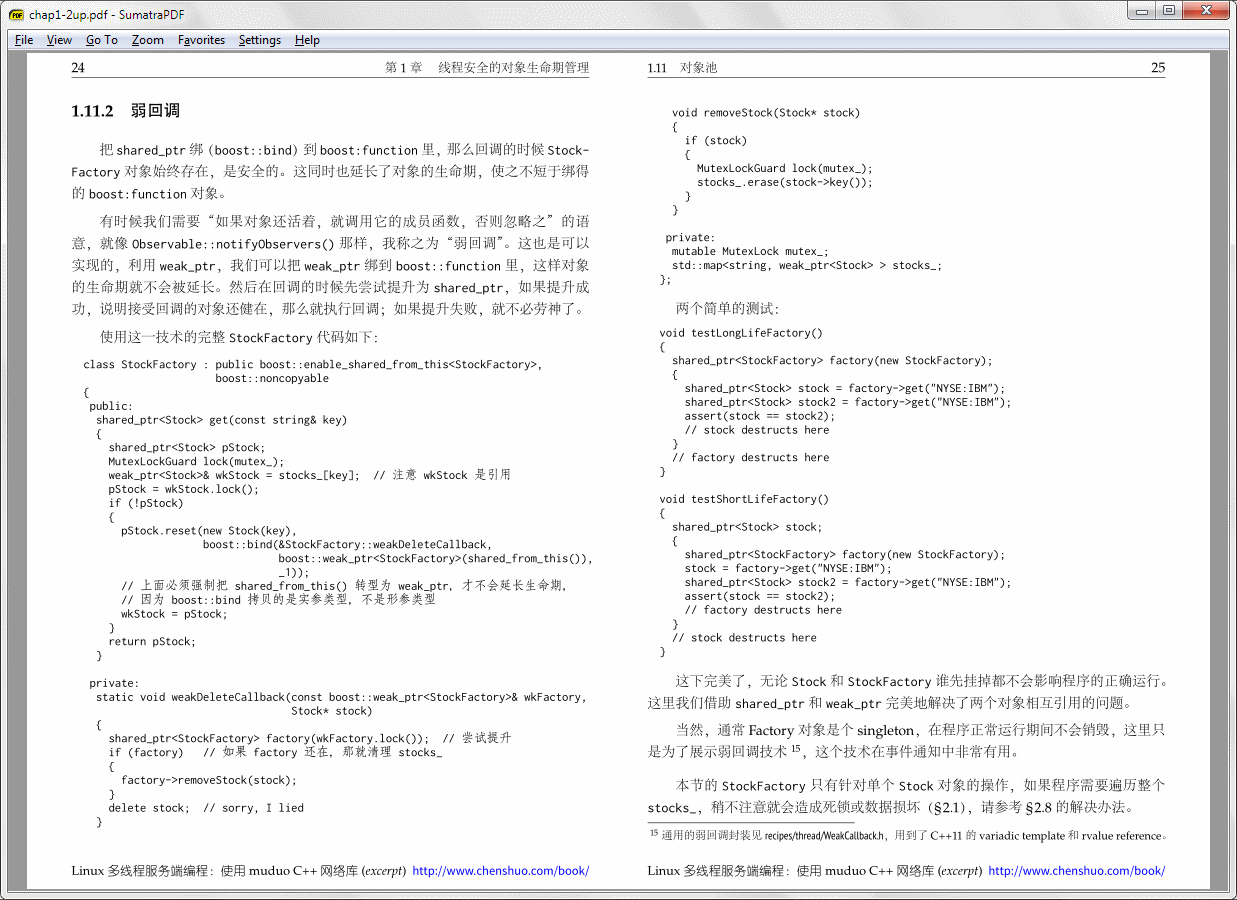 chap1-2up.pdf - SumatraPDF
File View Go To Zoom Favorites Settings Help
24 第 1 章 线程安全的对象生命期管理
1.11.2 弱回调
把 shared_ptr 绑（boost::bind）到 boost:function 里，那么回调的时候 Stock-
Factory 对象始终存在，是安全的。这同时也延长了对象的生命期，使之不短于绑得
的 boost:function 对象。
有时候我们需要“如果对象还活着，就调用它的成员函数，否则忽略之”的语
意，就像 Observable::notifyObservers() 那样，我称之为“弱回调”。这也是可以
实现的，利用 weak_ptr，我们可以把 weak_ptr 绑到 boost::function 里，这样对象
的生命期就不会被延长。然后在回调的时候先尝试提升为 shared_ptr，如果提升成
功，说明接受回调的对象还健在，那么就执行回调；如果提升失败，就不必劳神了。
使用这一技术的完整 StockFactory 代码如下：
class StockFactory : public boost::enable_shared_from_this<StockFactory>,
boost::noncopyable
{
public:
shared_ptr<Stock> get(const string& key)
{
shared_ptr<Stock> pStock;
MutexLockGuard lock(mutex_);
weak_ptr<Stock>& wkStock = stocks_[key]; // 注意 wkStock 是引用
pStock = wkStock.lock();
if (!pStock)
{
pStock.reset(new Stock(key),
boost::bind(&StockFactory::weakDeleteCallback,
boost::weak_ptr<StockFactory>(shared_from_this()),
_1));
// 上面必须强制把 shared_from_this() 转型为 weak_ptr，才不会延长生命期，
// 因为 boost::bind 拷贝的是实参类型，不是形参类型
wkStock = pStock;
}
return pStock;
}
private:
static void weakDeleteCallback(const boost::weak_ptr<StockFactory>& wkFactory,
Stock* stock)
{
shared_ptr<StockFactory> factory(wkFactory.lock()); // 尝试提升
if (factory) // 如果 factory 还在，那就清理 stocks_
{
factory->removeStock(stock);
}
delete stock; // sorry, I lied
}
Linux 多线程服务端编程：使用 muduo C++ 网络库 (excerpt) http://www.chenshuo.com/book/
1.11 对象池 25
void removeStock(Stock* stock)
{
if (stock)
{
MutexLockGuard lock(mutex_);
stocks_.erase(stock->key());
}
}
private:
mutable MutexLock mutex_;
std::map<string, weak_ptr<Stock> > stocks_;
};
两个简单的测试：
void testLongLifeFactory()
{
shared_ptr<StockFactory> factory(new StockFactory);
{
shared_ptr<Stock> stock = factory->get("NYSE:IBM");
shared_ptr<Stock> stock2 = factory->get("NYSE:IBM");
assert(stock == stock2);
// stock destructs here
}
// factory destructs here
}
void testShortLifeFactory()
{
shared_ptr<Stock> stock;
{
shared_ptr<StockFactory> factory(new StockFactory);
stock = factory->get("NYSE:IBM");
shared_ptr<Stock> stock2 = factory->get("NYSE:IBM");
assert(stock == stock2);
// factory destructs here
}
// stock destructs here
}
这下完美了，无论 Stock 和 StockFactory 谁先挂掉都不会影响程序的正确运行。
这里我们借助 shared_ptr 和 weak_ptr 完美地解决了两个对象相互引用的问题。
当然，通常 Factory 对象是个 singleton，在程序正常运行期间不会销毁，这里只
是为了展示弱回调技术 15，这个技术在事件通知中非常有用。
本节的 StockFactory 只有针对单个 Stock 对象的操作，如果程序需要遍历整个
stocks_，稍不注意就会造成死锁或数据损坏（§2.1），请参考 §2.8 的解决办法。
15 通用的弱回调封装见 recipes/thread/WeakCallback.h，用到了 C++11 的 variadic template 和 rvalue reference。
Linux 多线程服务端编程：使用 muduo C++ 网络库 (excerpt) http://www.chenshuo.com/book/